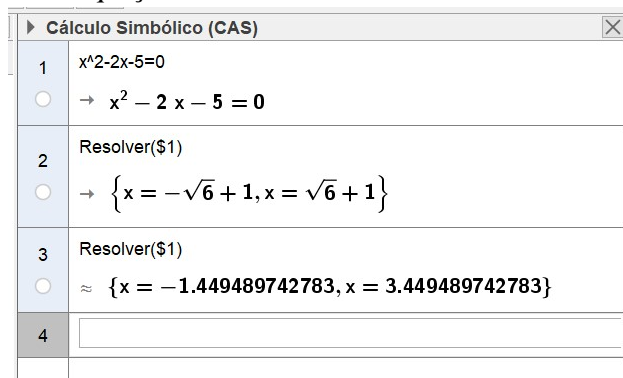 Cálculo Simbólico (CAS)
1
x^2-2x-5=0
→ x² − 2 x − 5 = 0
2
Resolver($1)
→ {x = −√6 + 1, x = √6 + 1}
3
Resolver($1)
≈ {x = −1.449489742783, x = 3.449489742783}
4